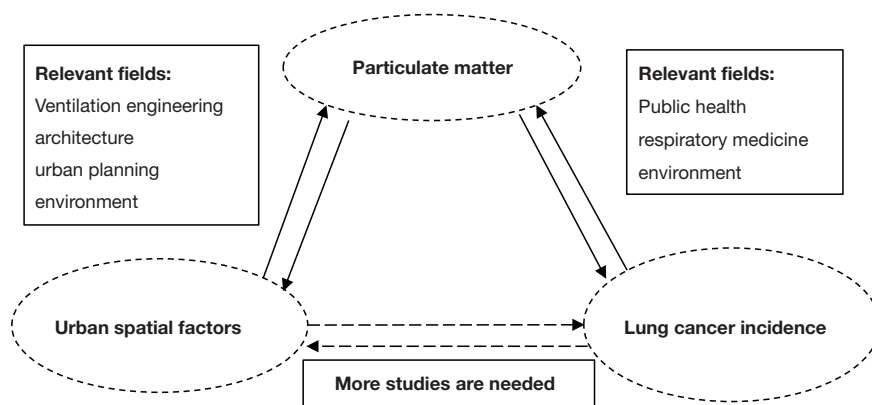 Particulate matter
Relevant fields:
Ventilation engineering
architecture
urban planning
environment
Relevant fields:
Public health
respiratory medicine
environment
Urban spatial factors
Lung cancer incidence
More studies are needed